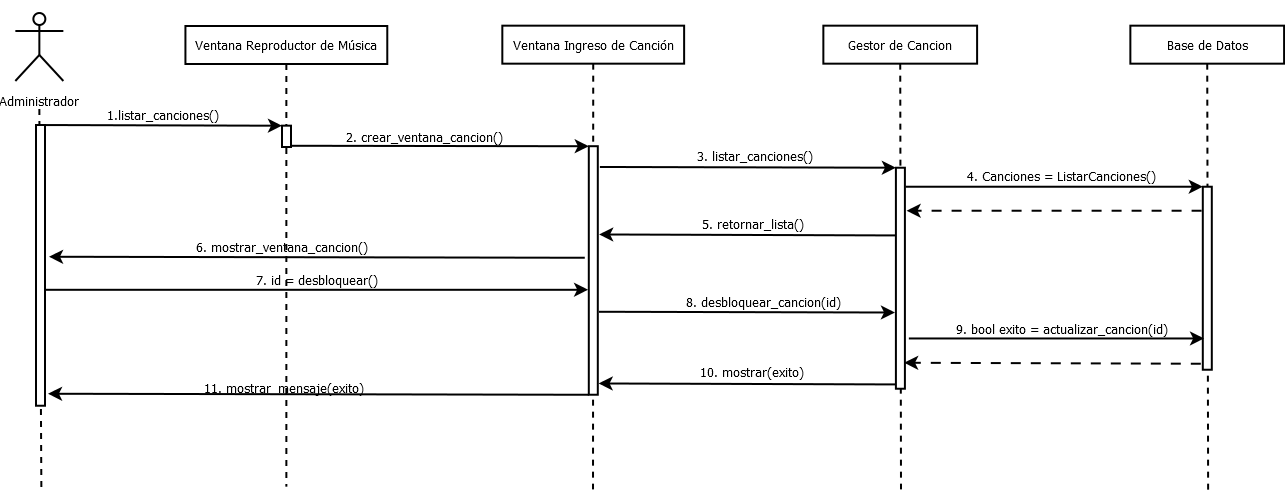 Ventana Reproductor de Música
Ventana Ingreso de Canción
Gestor de Cancion
Base de Datos
Administrador
1.listar_canciones()
2. crear_ventana_cancion()
3. listar_canciones()
4. Canciones = ListarCanciones()
5. retornar_lista()
6. mostrar_ventana_cancion()
7. id = desbloquear()
8. desbloquear_cancion(id)
9. bool exito = actualizar_cancion(id)
10. mostrar(exito)
11. mostrar_mensaje(exito)